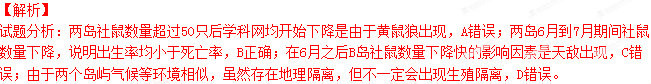 【解析】
试题分析：两岛社鼠数量超过50只后学科网均开始下降是由于黄鼠狼出现，A错误；两岛6月到7月期间社鼠
数量下降，说明出生率均小于死亡率，B正确；在6月之后B岛社鼠数量下降快的影响因素是天敌出现，C错
误；由于两个岛屿气候等环境相似，虽然存在地理隔离，但不一定会出现生殖隔离，D错误。